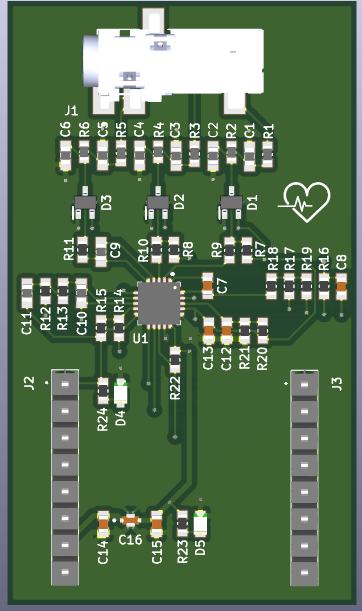 J1
C6 R6 C5 R5 C4 R4 C3 R3 C2 R2 C1 R1
D3 D2 D1
R11 C9 R10 R8 R9 R7
R18 R17 R19 R16 C8
C7
C11 R12 R13 C10 R15 R14
U1
C13 C12 R21 R20
R22
J2 J3
R24 D4
C14 C16 C15 R23 D5